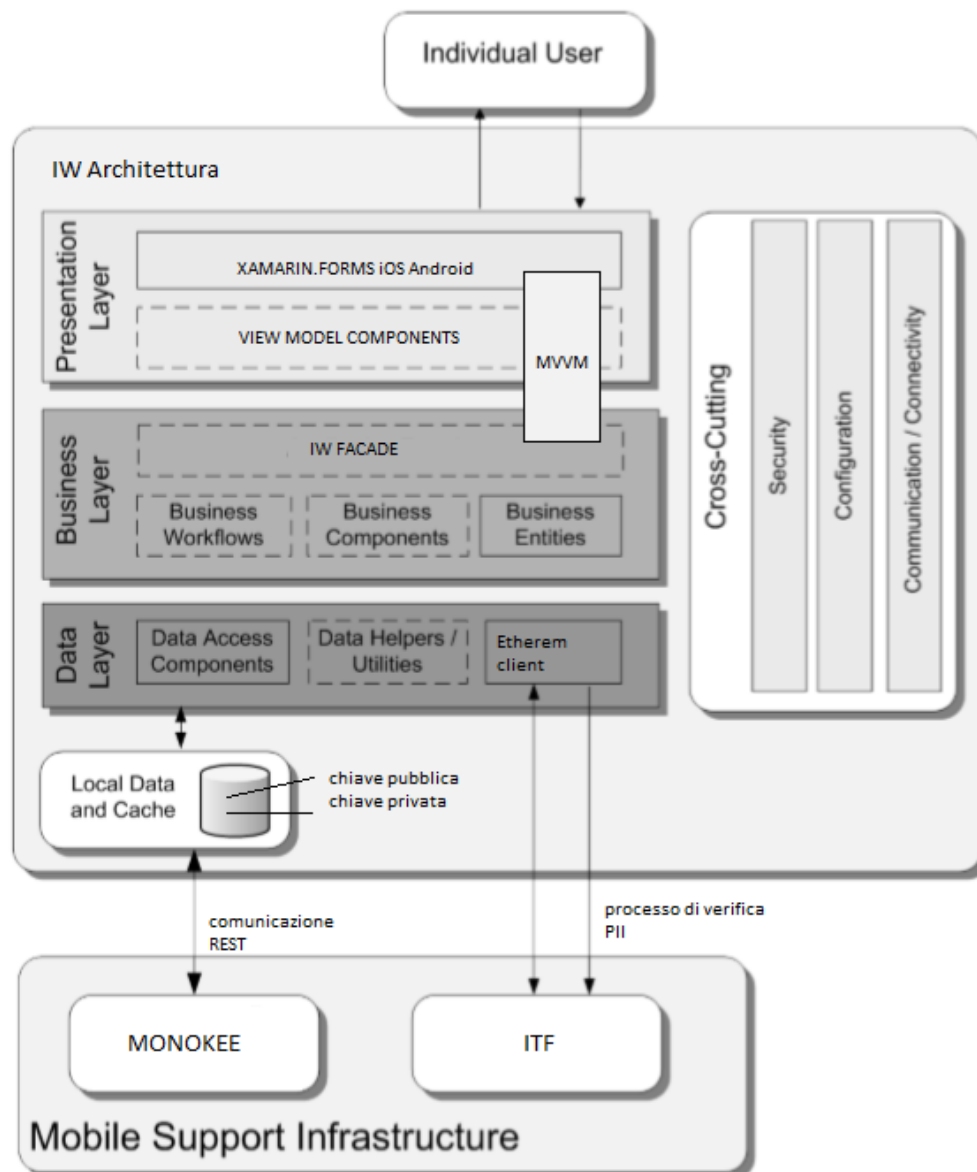 Individual User
IW Architettura
Presentation
Layer
XAMARIN.FORMS iOS Android
VIEW MODEL COMPONENTS
MVVM
Business
Layer
IW FACADE
Business
Workflows
Business
Components
Business
Entities
Data
Layer
Data Access
Components
Data Helpers /
Utilities
Etherem
client
Cross-Cutting
Security
Configuration
Communication / Connectivity
Local Data
and Cache
chiave pubblica
chiave privata
comunicazione
REST
processo di verifica
PII
MONOKEE
ITF
Mobile Support Infrastructure